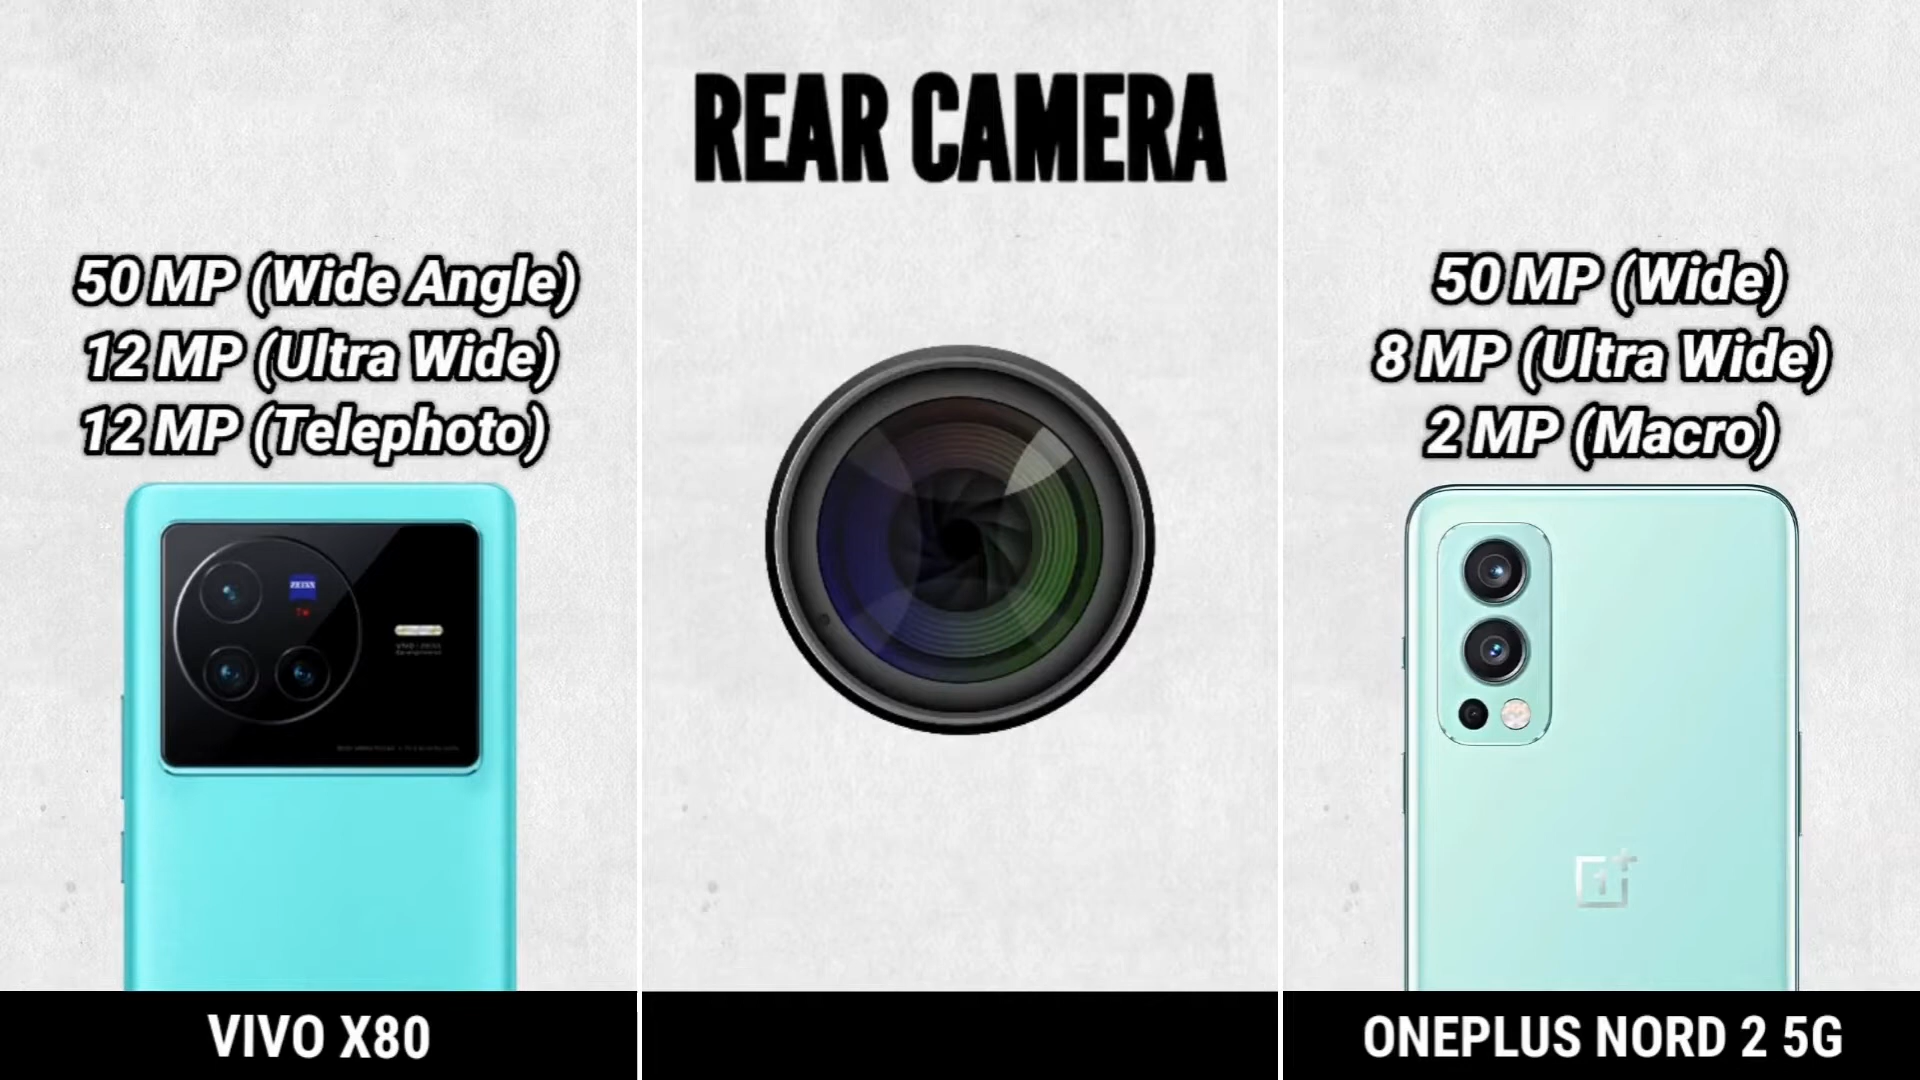 REAR CAMERA
50 MP (Wide Angle)
12 MP (Ultra Wide)
12 MP (Telephoto)
50 MP (Wide)
8 MP (Ultra Wide)
2 MP (Macro)
ZEISS
VIVO X80
ONEPLUS NORD 2 5G